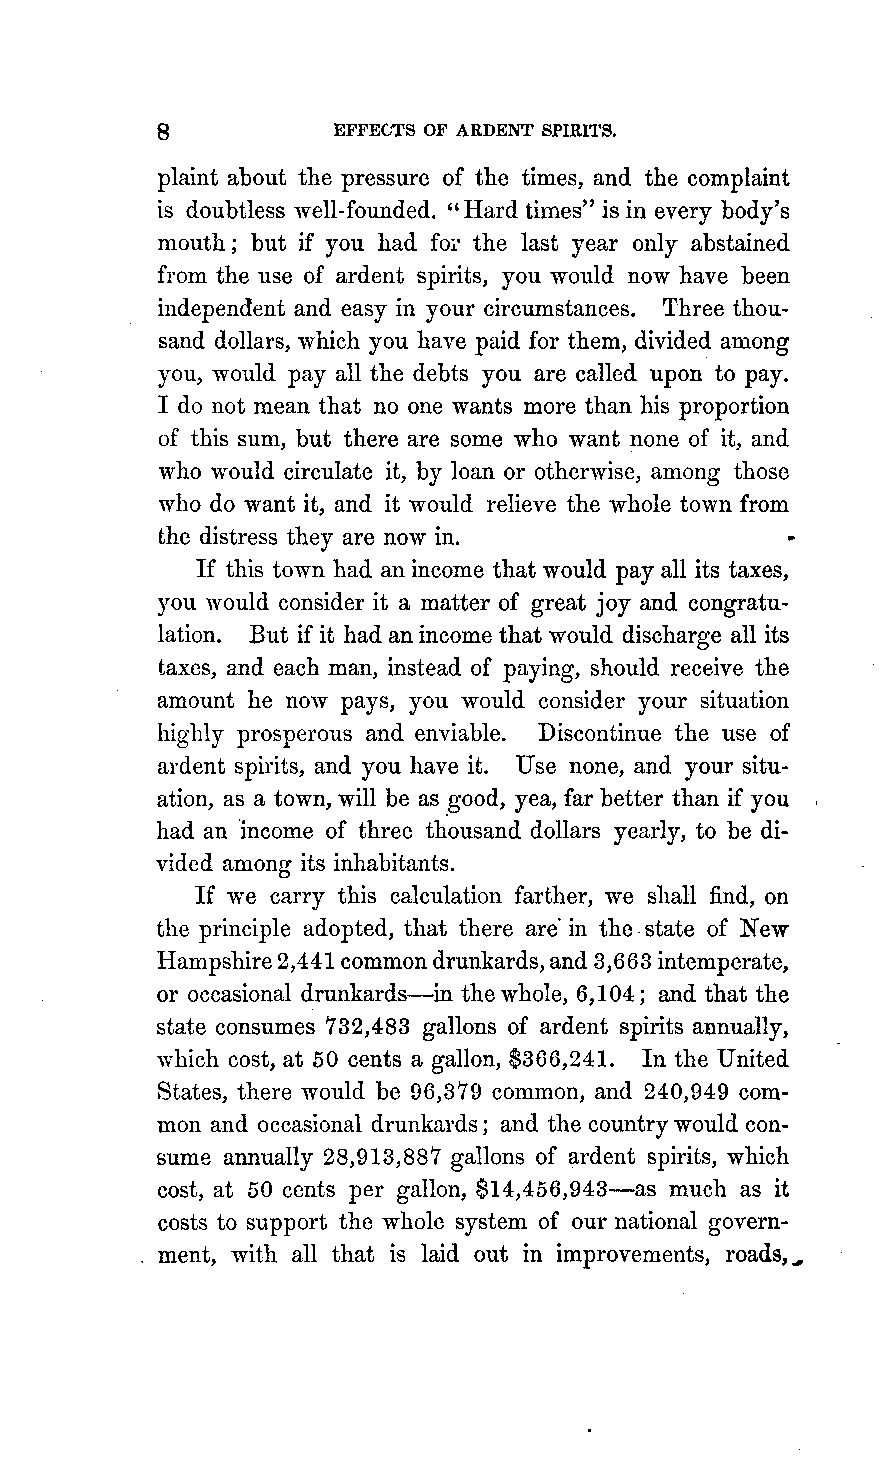 8 EFFECTS OF ARDENT SPIRITS.
plaint about the pressure of the times, and the complaint
is doubtless well-founded. "Hard times" is in every body's
mouth; but if you had for the last year only abstained
from the use of ardent spirits, you would now have been
independent and easy in your circumstances. Three thou-
sand dollars, which you have paid for them, divided among
you, would pay all the debts you are called upon to pay.
I do not mean that no one wants more than his proportion
of this sum, but there are some who want none of it, and
who would circulate it, by loan or otherwise, among those
who do want it, and it would relieve the whole town from
the distress they are now in.
If this town had an income that would pay all its taxes,
you would consider it a matter of great joy and congratu-
lation. But if it had an income that would discharge all its
taxes, and each man, instead of paying, should receive the
amount he now pays, you would consider your situation
highly prosperous and enviable. Discontinue the use of
ardent spirits, and you have it. Use none, and your situ-
ation, as a town, will be as good, yea, far better than if you
had an income of three thousand dollars yearly, to be di-
vided among its inhabitants.
If we carry this calculation farther, we shall find, on
the principle adopted, that there are in the state of New
Hampshire 2,441 common drunkards, and 3,663 intemperate,
or occasional drunkards—in the whole, 6,104; and that the
state consumes 732,483 gallons of ardent spirits annually,
which cost, at 50 cents a gallon, $366,241. In the United
States, there would be 96,379 common, and 240,949 com-
mon and occasional drunkards; and the country would con-
sume annually 28,913,887 gallons of ardent spirits, which
cost, at 50 cents per gallon, $14,456,943—as much as it
costs to support the whole system of our national govern-
ment, with all that is laid out in improvements, roads,